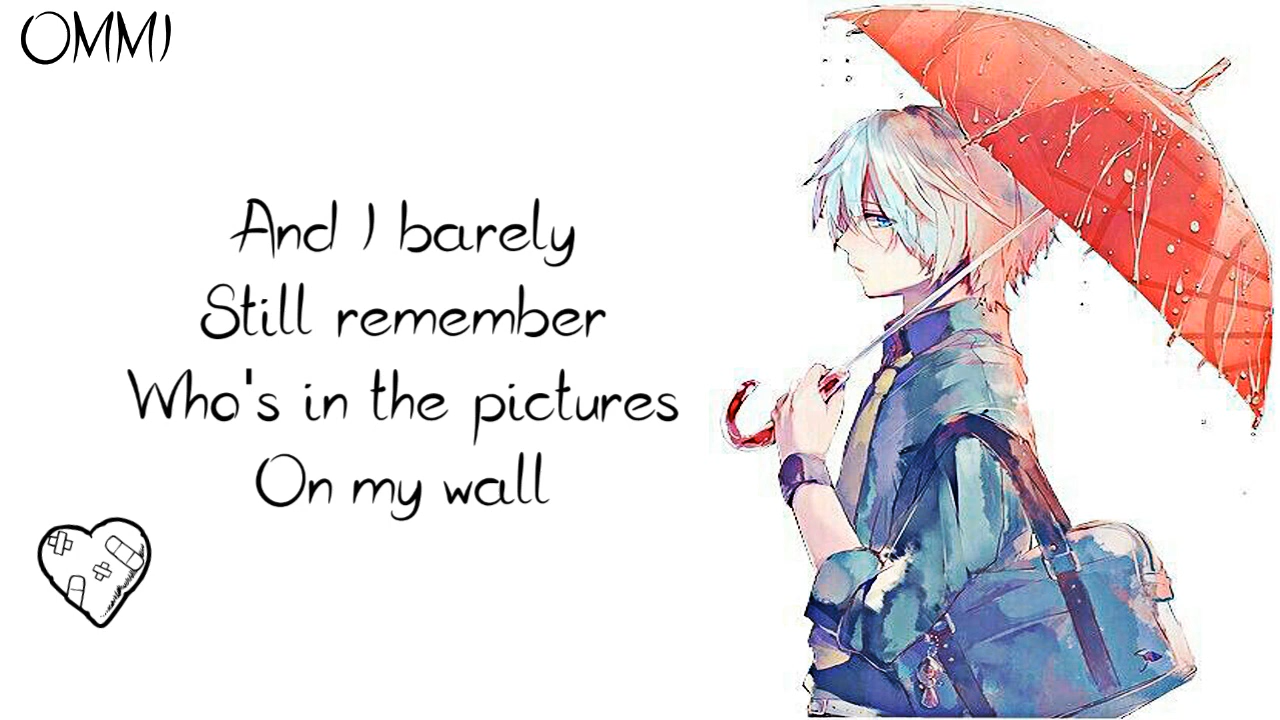 OMMI
And I barely
Still remember
Who's in the pictures
On my wall